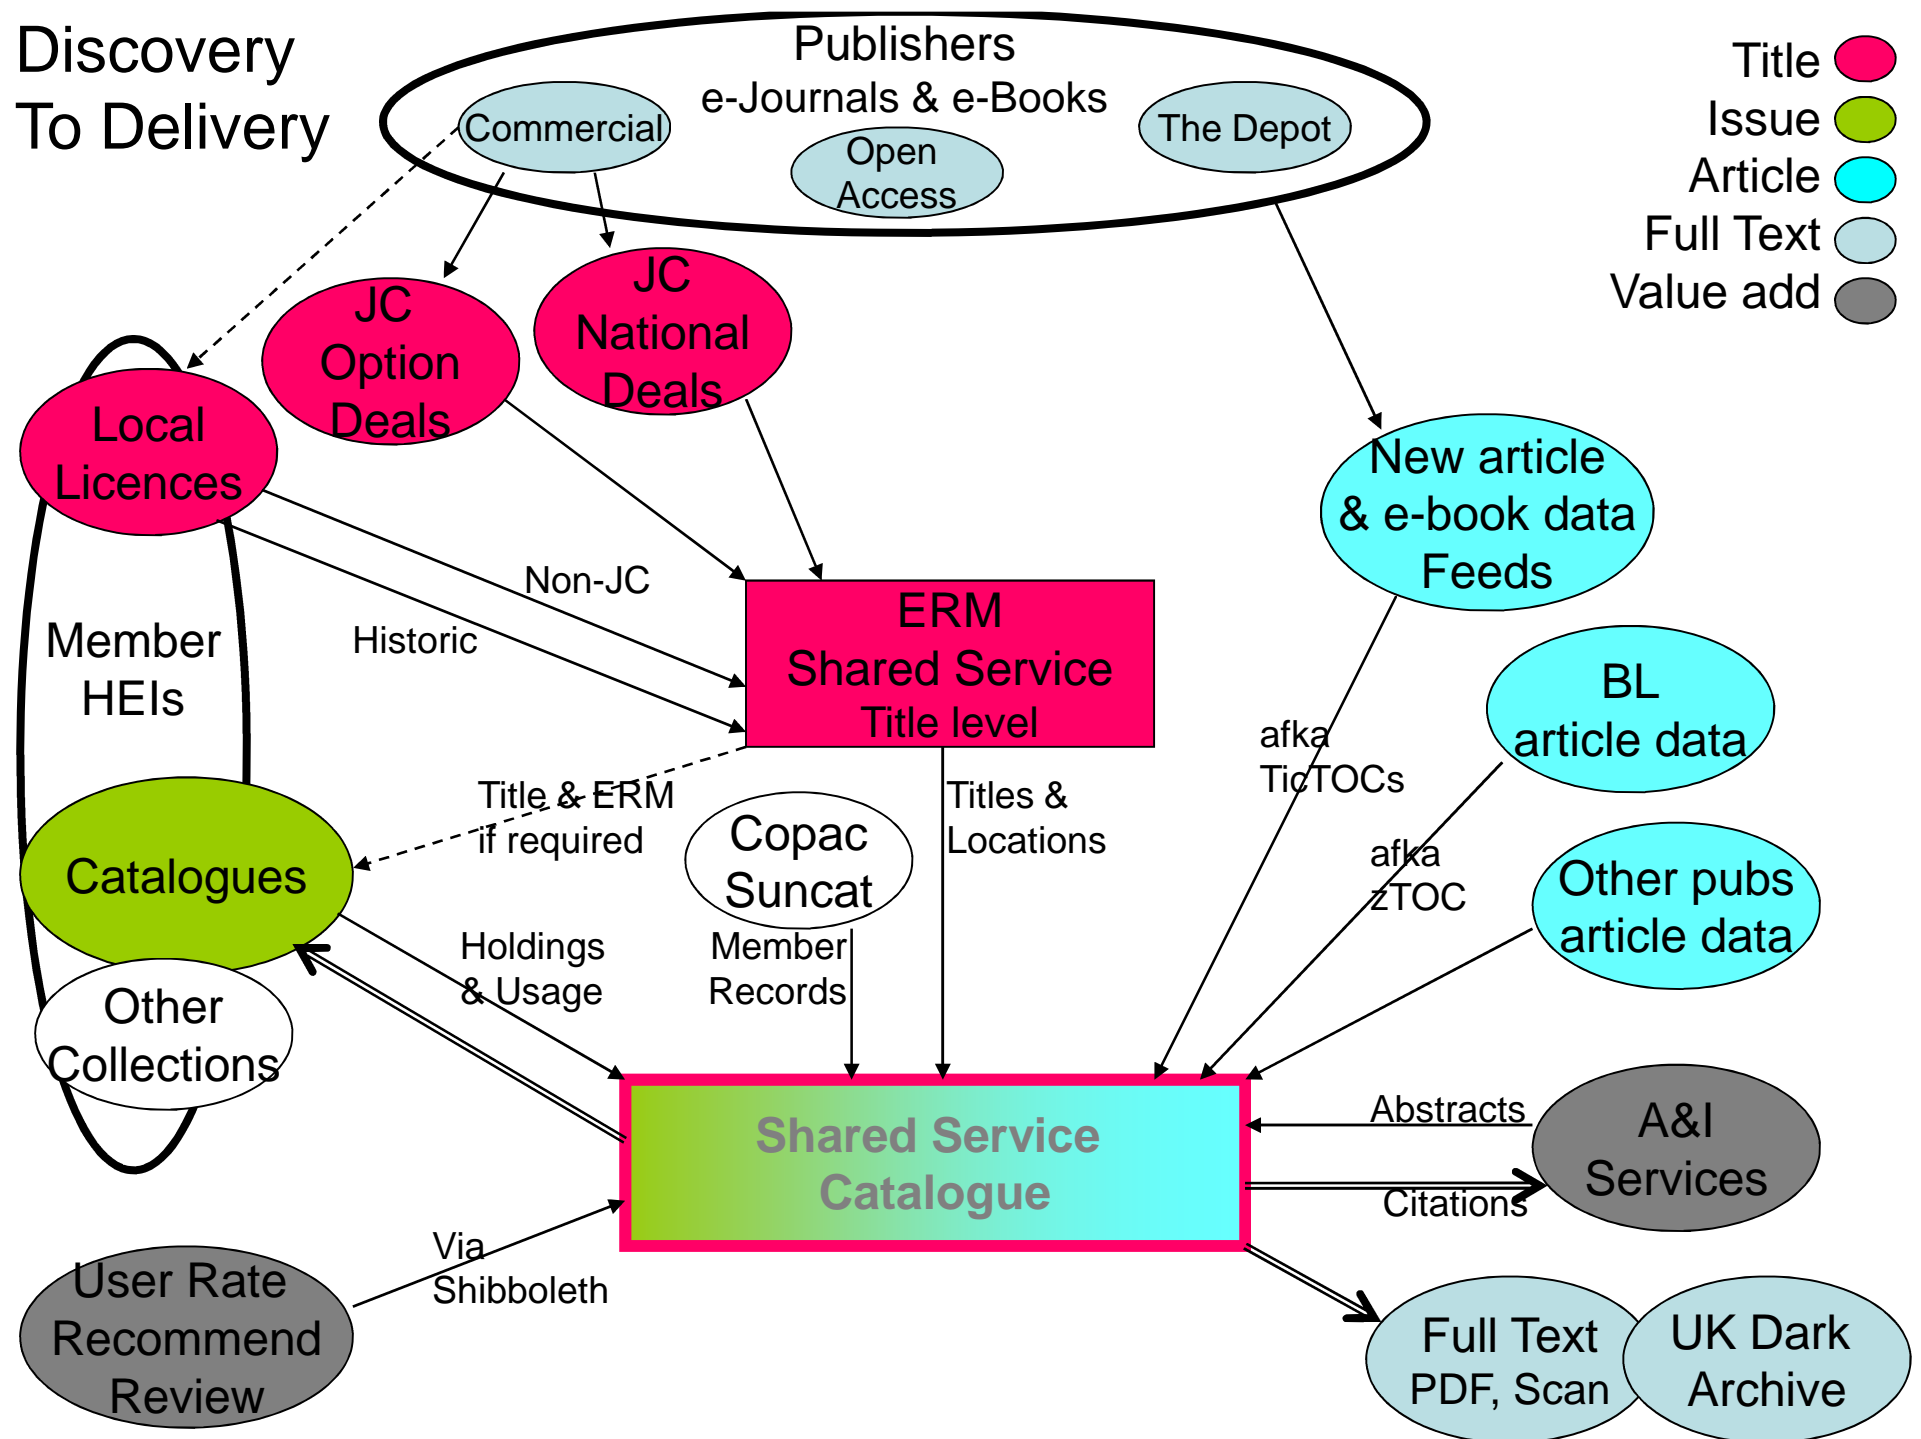 Discovery
To Delivery
Publishers
e-Journals & e-Books
Commercial
Open
Access
The Depot
Title
Issue
Article
Full Text
Value add
JC
Option
Deals
JC
National
Deals
Local
Licences
New article
& e-book data
Feeds
Non-JC
Historic
Member
HEIs
ERM
Shared Service
Title level
BL
article data
afka
TicTOCs
Title & ERM
if required
Copac
Suncat
Titles &
Locations
afka
zTOC
Catalogues
Other pubs
article data
Holdings
& Usage
Member
Records
Other
Collections
Shared Service
Catalogue
Abstracts
A&I
Services
Citations
Via
Shibboleth
User Rate
Recommend
Review
Full Text
PDF, Scan
UK Dark
Archive